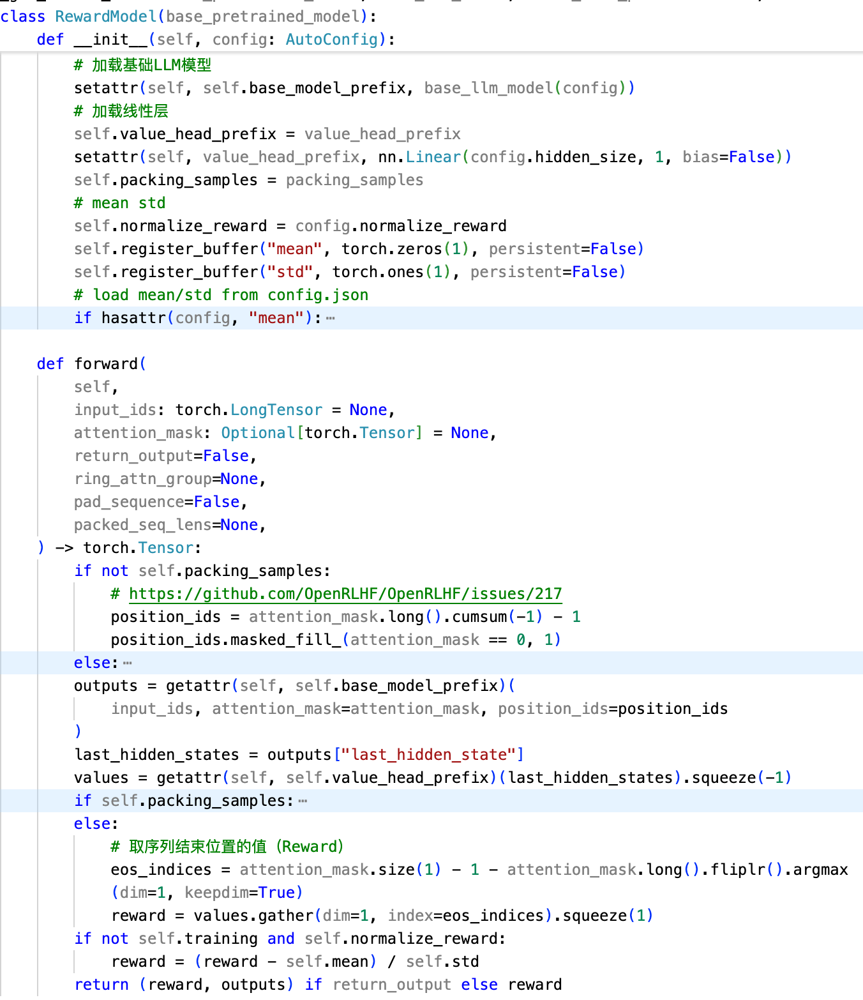 class RewardModel(base_pretrained_model):
    def __init__(self, config: AutoConfig):
        # 加载基础LLM模型
        setattr(self, self.base_model_prefix, base_llm_model(config))
        # 加载线性层
        self.value_head_prefix = value_head_prefix
        setattr(self, value_head_prefix, nn.Linear(config.hidden_size, 1, bias=False))
        self.packing_samples = packing_samples
        # mean std
        self.normalize_reward = config.normalize_reward
        self.register_buffer("mean", torch.zeros(1), persistent=False)
        self.register_buffer("std", torch.ones(1), persistent=False)
        # load mean/std from config.json
        if hasattr(config, "mean"): ⋯
    def forward(
        self,
        input_ids: torch.LongTensor = None,
        attention_mask: Optional[torch.Tensor] = None,
        return_output=False,
        ring_attn_group=None,
        pad_sequence=False,
        packed_seq_lens=None,
    ) -> torch.Tensor:
        if not self.packing_samples:
            # https://github.com/OpenRLHF/OpenRLHF/issues/217
            position_ids = attention_mask.long().cumsum(-1) - 1
            position_ids.masked_fill_(attention_mask == 0, 1)
        else: ⋯
        outputs = getattr(self, self.base_model_prefix)(
            input_ids, attention_mask=attention_mask, position_ids=position_ids
        )
        last_hidden_states = outputs["last_hidden_state"]
        values = getattr(self, self.value_head_prefix)(last_hidden_states).squeeze(-1)
        if self.packing_samples: ⋯
        else:
            # 取序列结束位置的值（Reward）
            eos_indices = attention_mask.size(1) - 1 - attention_mask.long().fliplr().argmax
            (dim=1, keepdim=True)
            reward = values.gather(dim=1, index=eos_indices).squeeze(1)
        if not self.training and self.normalize_reward:
            reward = (reward - self.mean) / self.std
        return (reward, outputs) if return_output else reward